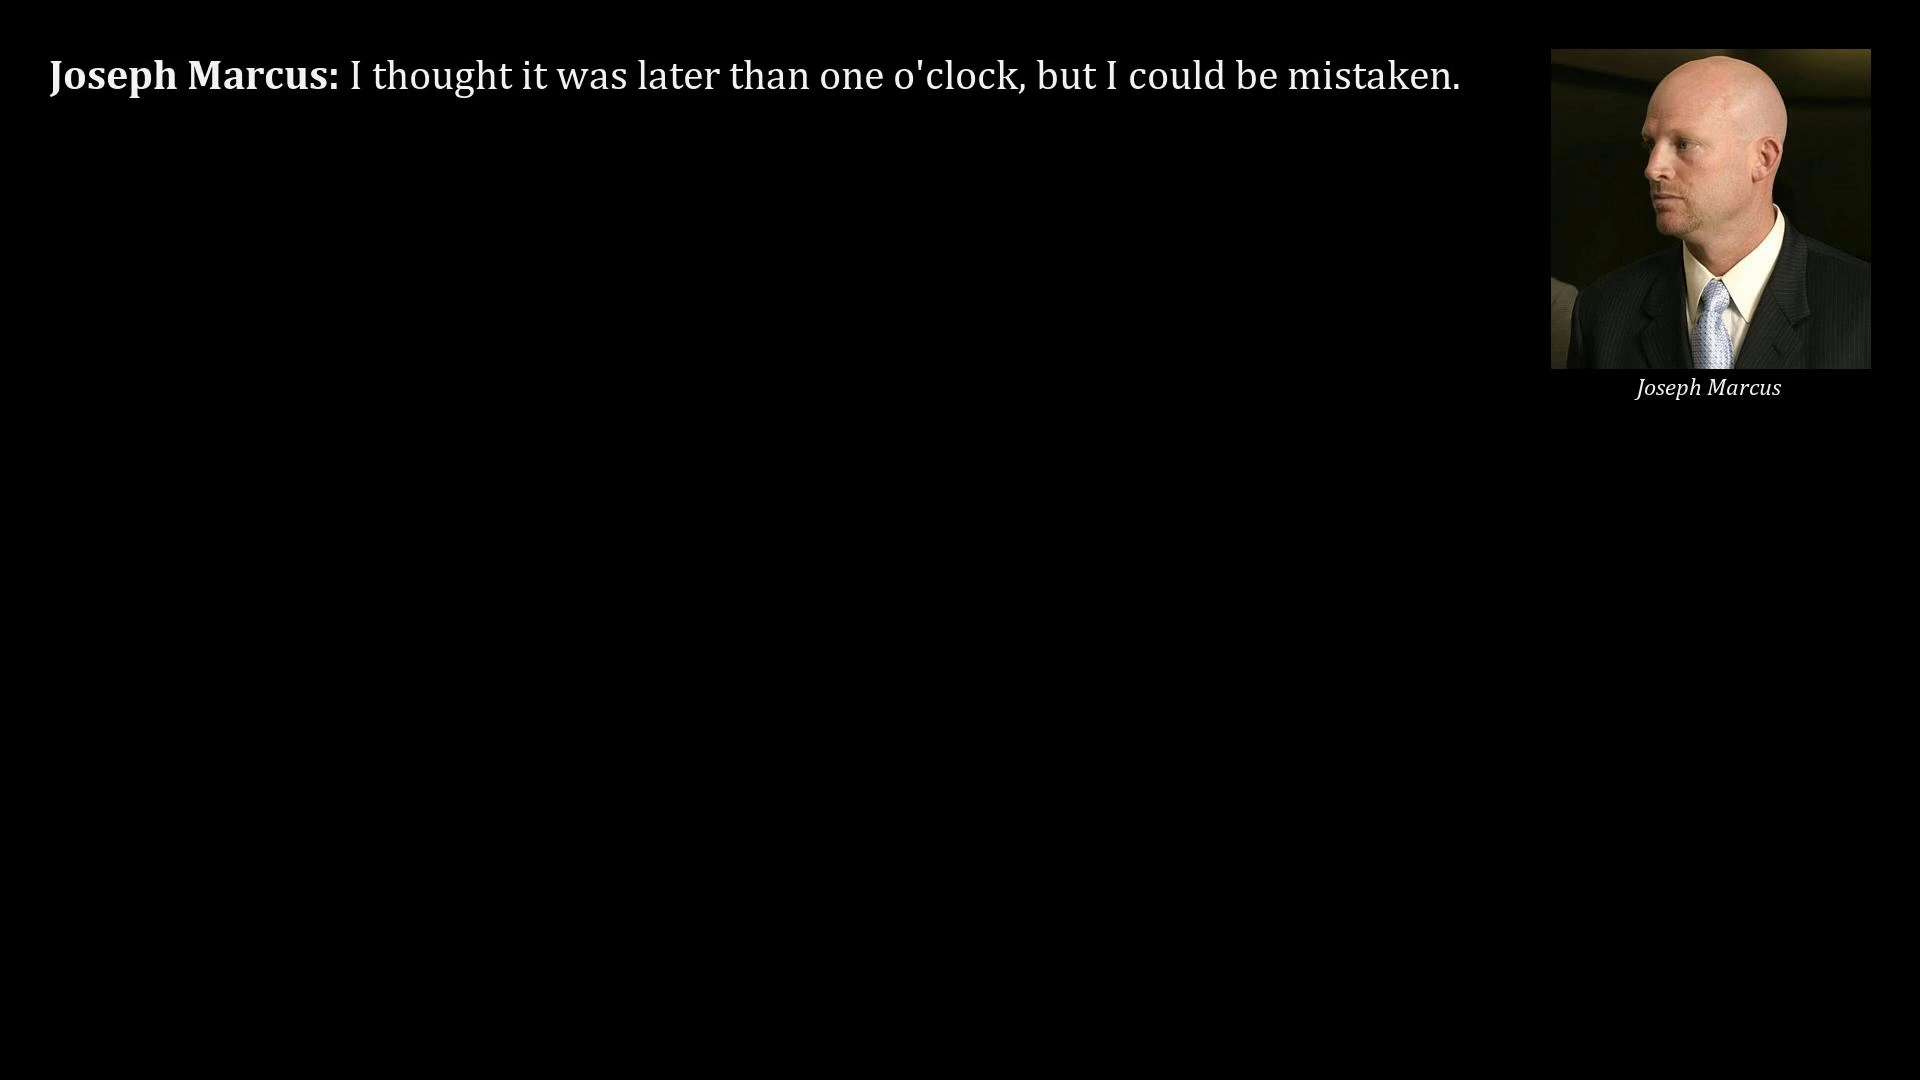 Joseph Marcus: I thought it was later than one o'clock, but I could be mistaken.
Joseph Marcus